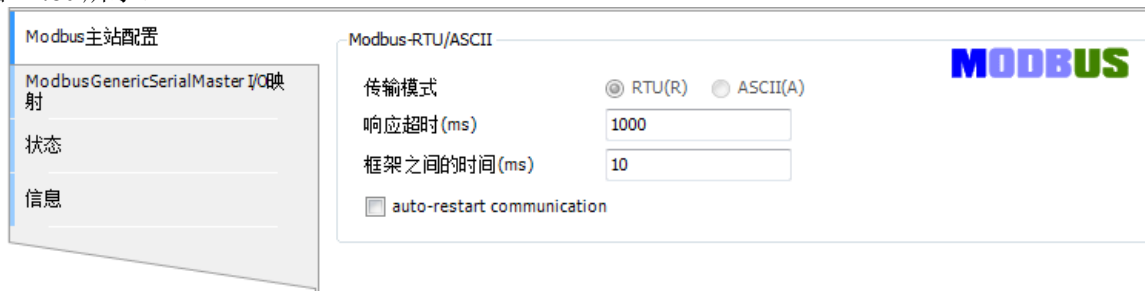 Modbus主站配置
ModbusGenericSerialMaster I/O映
射
状态
信息
Modbus-RTU/ASCII
MODBUS
传输模式 RTU(R) ASCII(A)
响应超时(ms) 1000
框架之间的时间(ms) 10
auto-restart communication